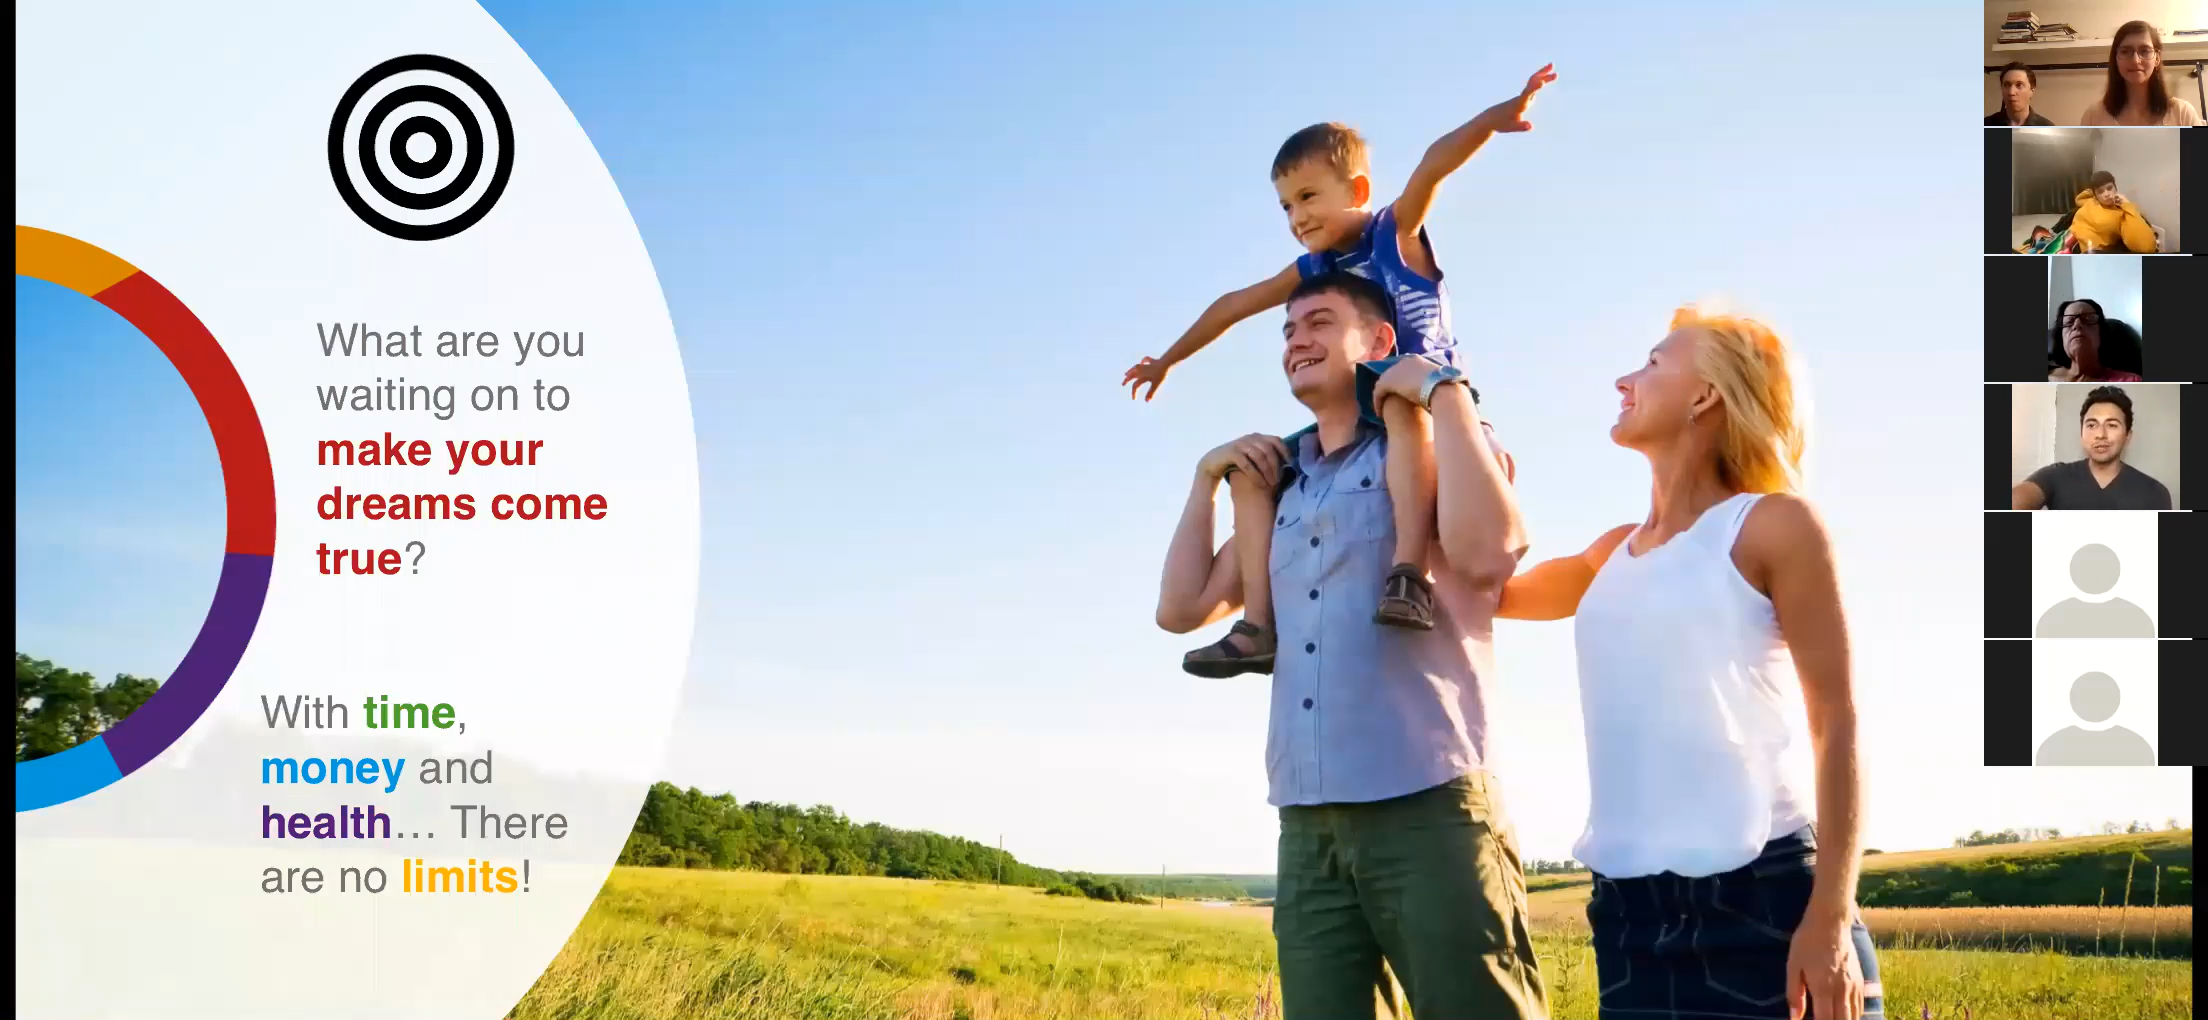 What are you
waiting on to
make your
dreams come
true?
With time,
money and
health… There
are no limits!